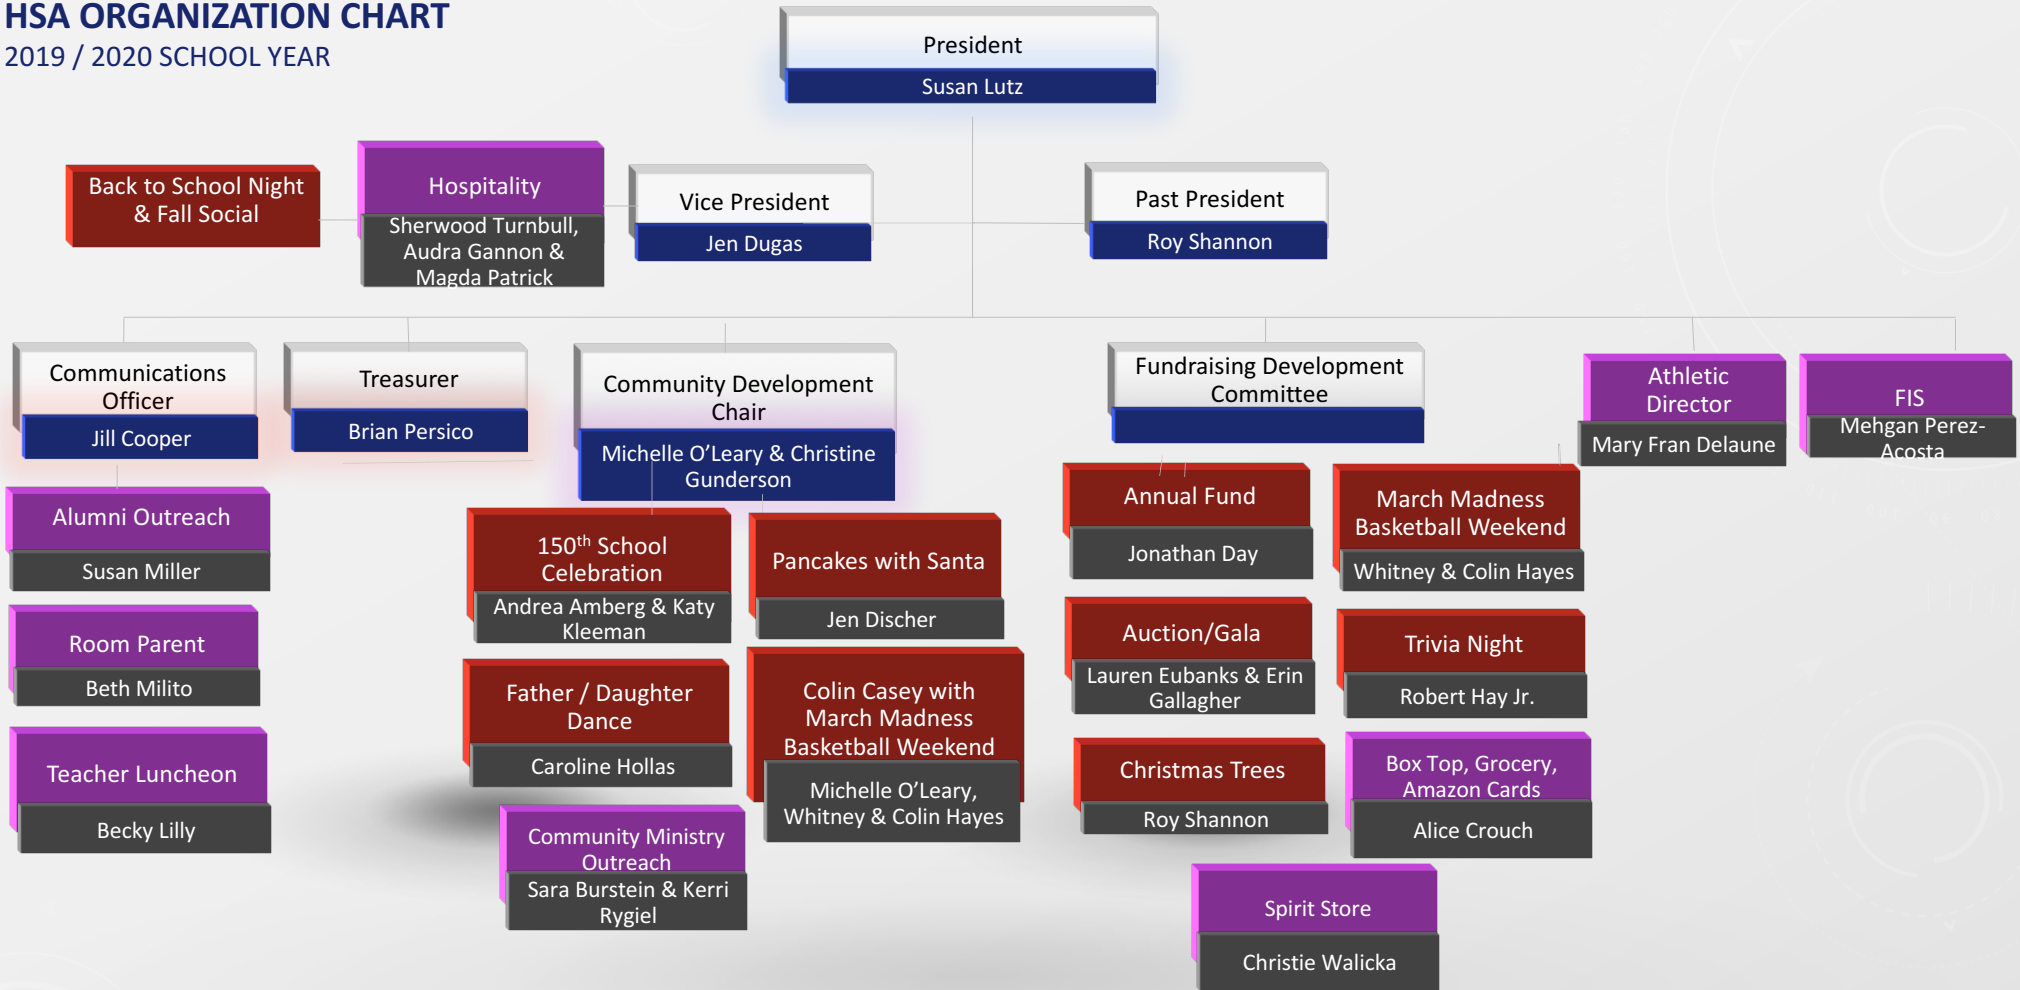 HSA ORGANIZATION CHART
2019 / 2020 SCHOOL YEAR
President
Susan Lutz
Back to School Night
& Fall Social
Hospitality
Sherwood Turnbull,
Audra Gannon &
Magda Patrick
Vice President
Jen Dugas
Past President
Roy Shannon
Communications
Officer
Jill Cooper
Treasurer
Brian Persico
Community Development
Chair
Michelle O’Leary & Christine
Gunderson
Fundraising Development
Committee
Athletic
Director
Mary Fran Delaune
FIS
Mehgan Perez-
Acosta
Alumni Outreach
Susan Miller
Room Parent
Beth Milito
Teacher Luncheon
Becky Lilly
150th School
Celebration
Andrea Amberg & Katy
Kleeman
Pancakes with Santa
Jen Discher
Father / Daughter
Dance
Caroline Hollas
Colin Casey with
March Madness
Basketball Weekend
Michelle O’Leary,
Whitney & Colin Hayes
Community Ministry
Outreach
Sara Burstein & Kerri
Rygiel
Annual Fund
Jonathan Day
March Madness
Basketball Weekend
Whitney & Colin Hayes
Auction/Gala
Lauren Eubanks & Erin
Gallagher
Trivia Night
Robert Hay Jr.
Christmas Trees
Roy Shannon
Box Top, Grocery,
Amazon Cards
Alice Crouch
Spirit Store
Christie Walicka